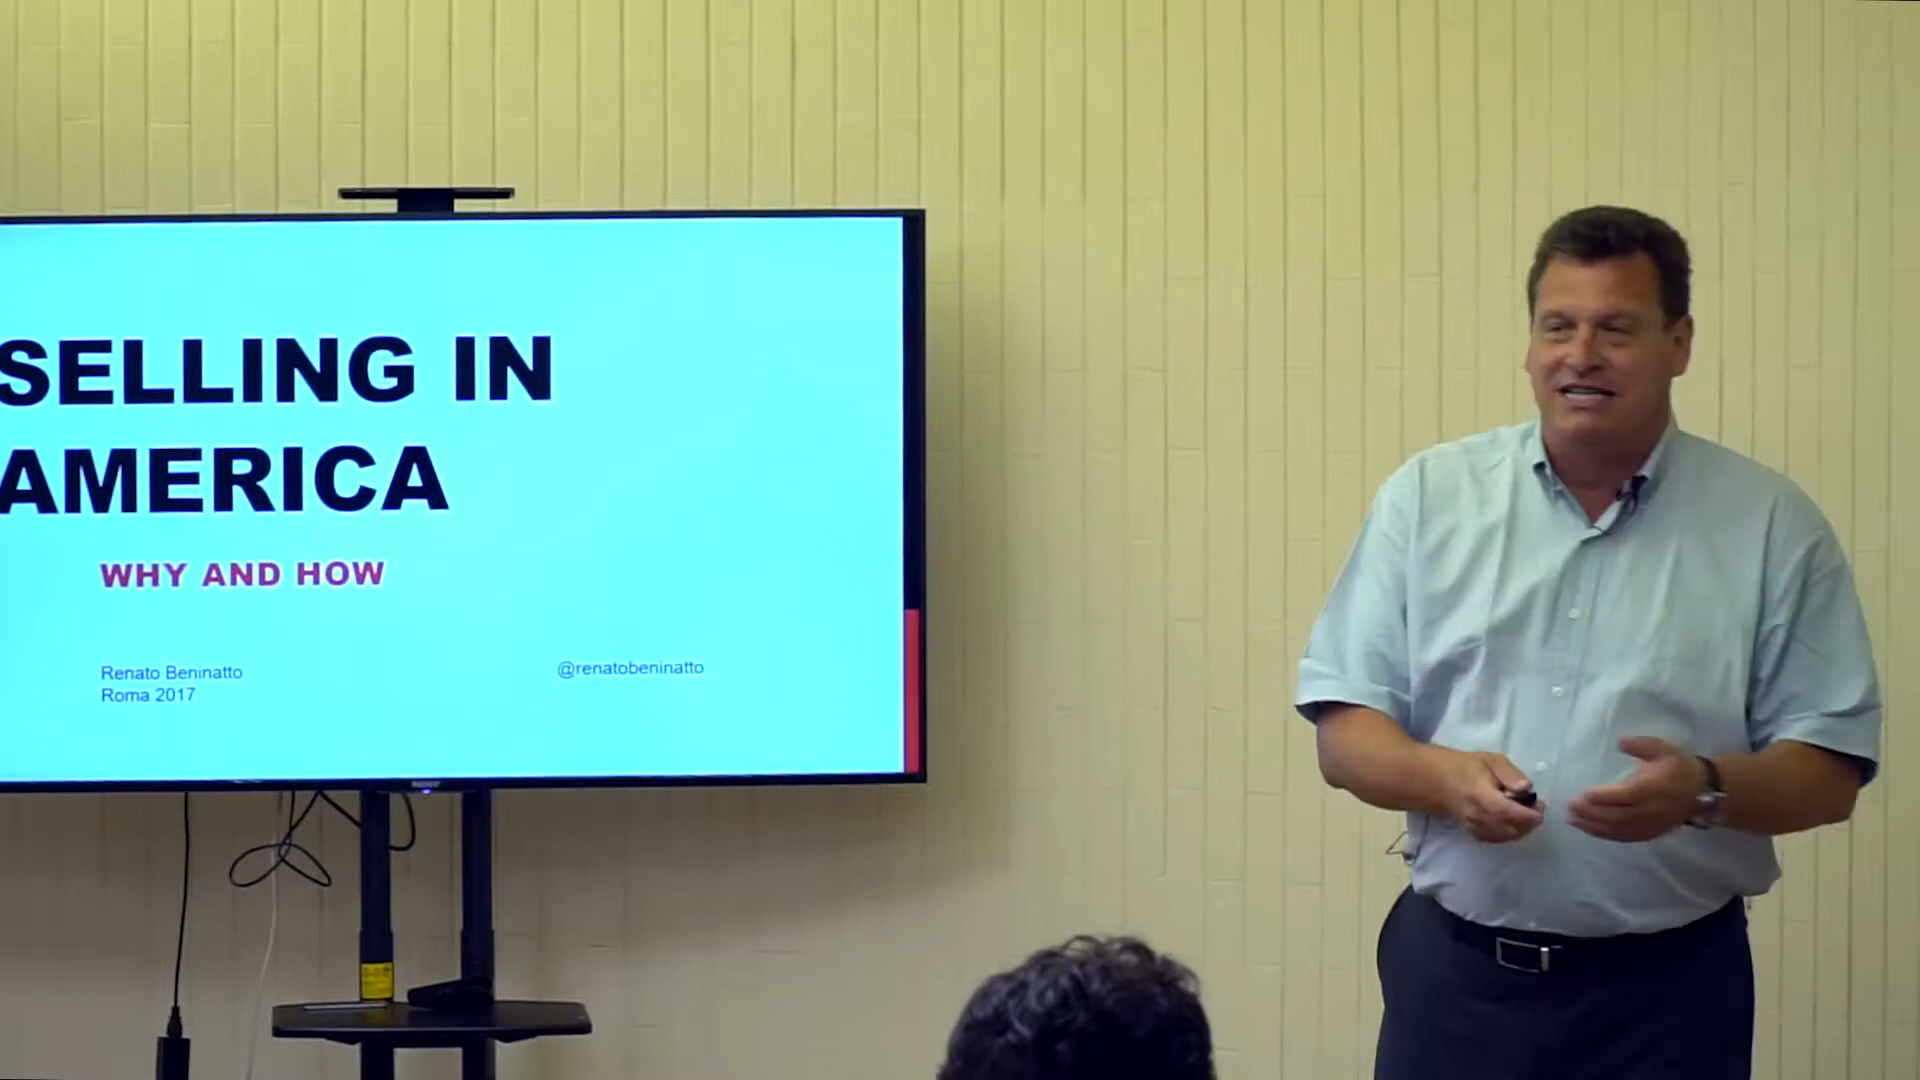 SELLING IN
AMERICA
WHY AND HOW
Renato Beninatto
Roma 2017
@renatobeninatto